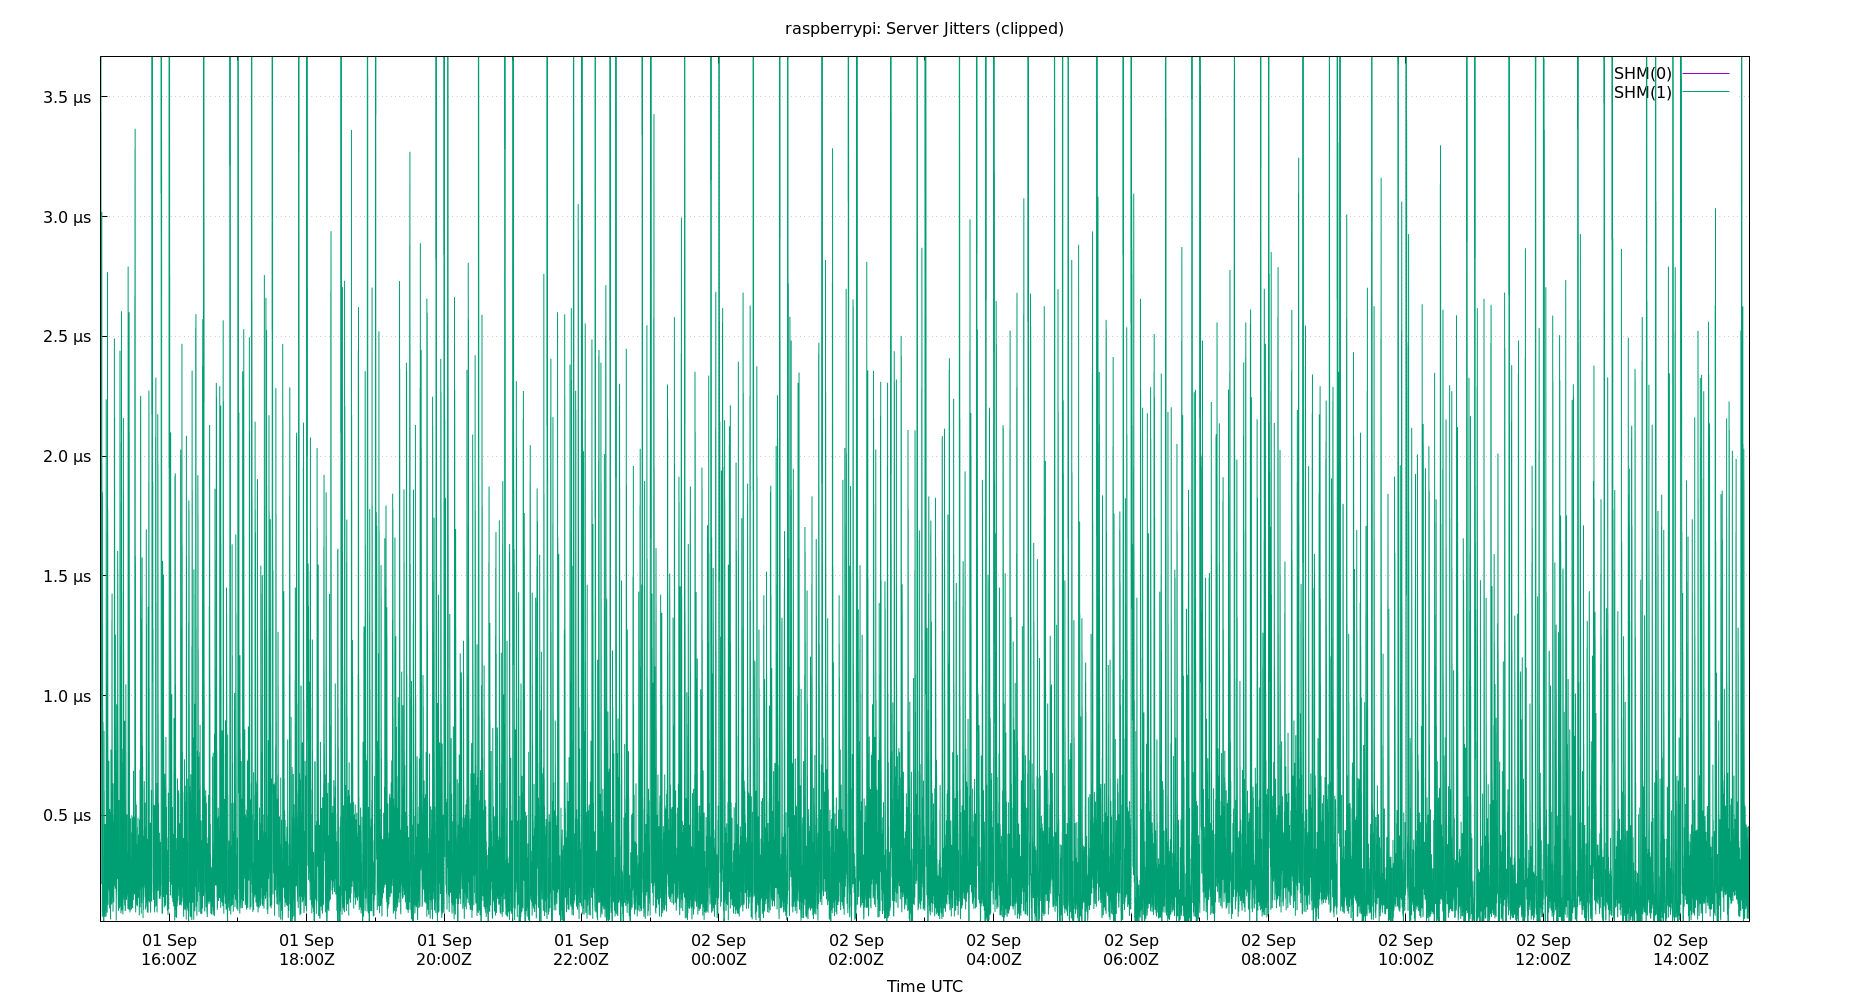 raspberrypi: Server Jitters (clipped)
SHM(0)
SHM(1)
3.5 µs
3.0 µs
2.5 µs
2.0 µs
1.5 µs
1.0 µs
0.5 µs
01 Sep 01 Sep 01 Sep 01 Sep 02 Sep 02 Sep 02 Sep 02 Sep 02 Sep 02 Sep 02 Sep 02 Sep
16:00Z 18:00Z 20:00Z 22:00Z 00:00Z 02:00Z 04:00Z 06:00Z 08:00Z 10:00Z 12:00Z 14:00Z
Time UTC